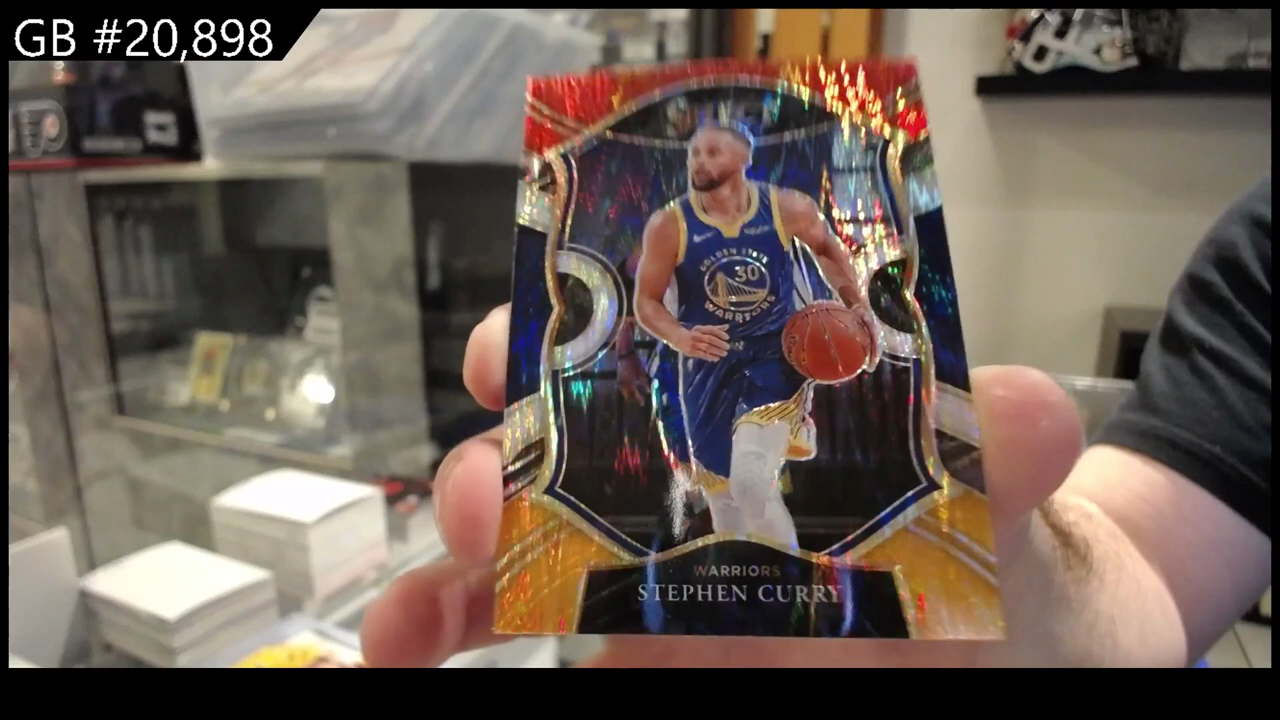 GB #20,898
GOLDEN STATE
30
WARRIORS
WARRIORS
STEPHEN CURRY